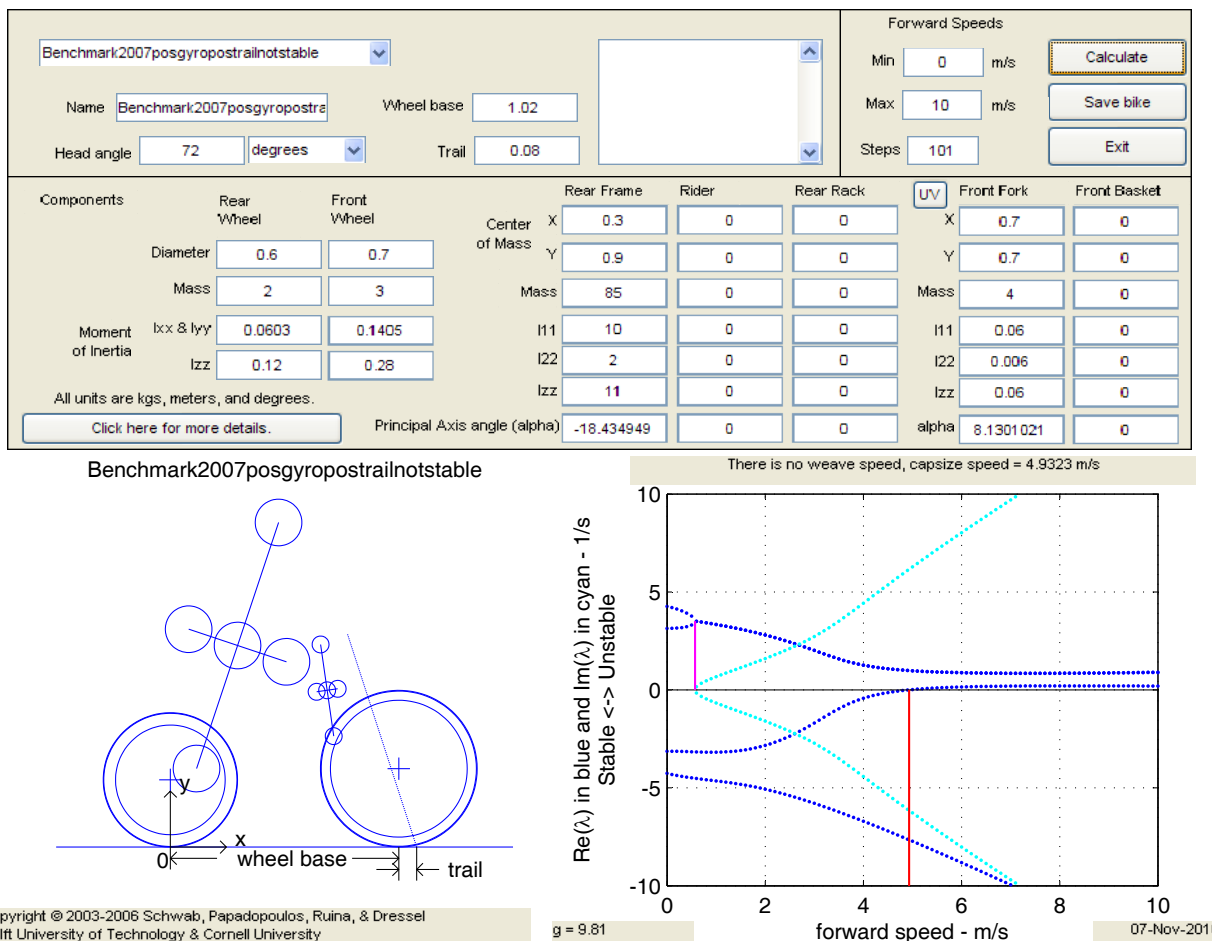 Benchmark2007posgyropostrailnotstable
Name Benchmark2007posgyropostra Wheel base 1.02
Head angle 72 degrees Trail 0.08
Forward Speeds
Min 0 m/s Calculate
Max 10 m/s Save bike
Steps 101 Exit
Components Rear Wheel Front Wheel
Diameter 0.6 0.7
Mass 2 3
Moment of Inertia
Ixx & Iyy 0.0603 0.1405
Izz 0.12 0.28
All units are kgs, meters, and degrees.
Click here for more details.
Rear Frame Rider Rear Rack UV Front Fork Front Basket
Center of Mass
X 0.3 0 0 X 0.7 0
Y 0.9 0 0 Y 0.7 0
Mass 85 0 0 Mass 4 0
I11 10 0 0 I11 0.06 0
I22 2 0 0 I22 0.006 0
Izz 11 0 0 Izz 0.06 0
Principal Axis angle (alpha) -18.434949 0 0 alpha 8.1301021 0
Benchmark2007posgyropostrailnotstable
y
x
0
wheel base
trail
pyright © 2003-2006 Schwab, Papadopoulos, Ruina, & Dressel
lft University of Technology & Cornell University
There is no weave speed, capsize speed = 4.9323 m/s
Re(λ) in blue and Im(λ) in cyan - 1/s
Stable <-> Unstable
10
5
0
-5
-10
0 2 4 6 8 10
forward speed - m/s
g = 9.81
07-Nov-201